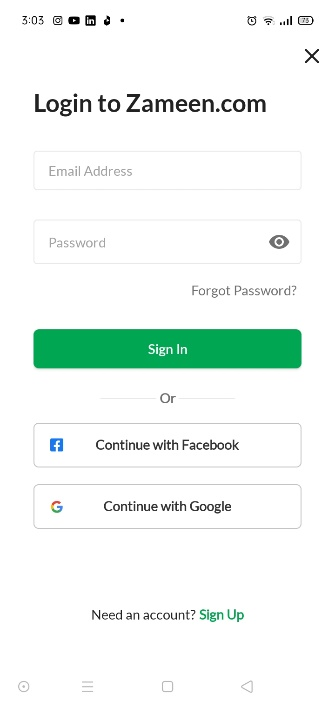 3:03
73
Login to Zameen.com
Email Address
Password
Forgot Password?
Sign In
Or
Continue with Facebook
Continue with Google
Need an account? Sign Up